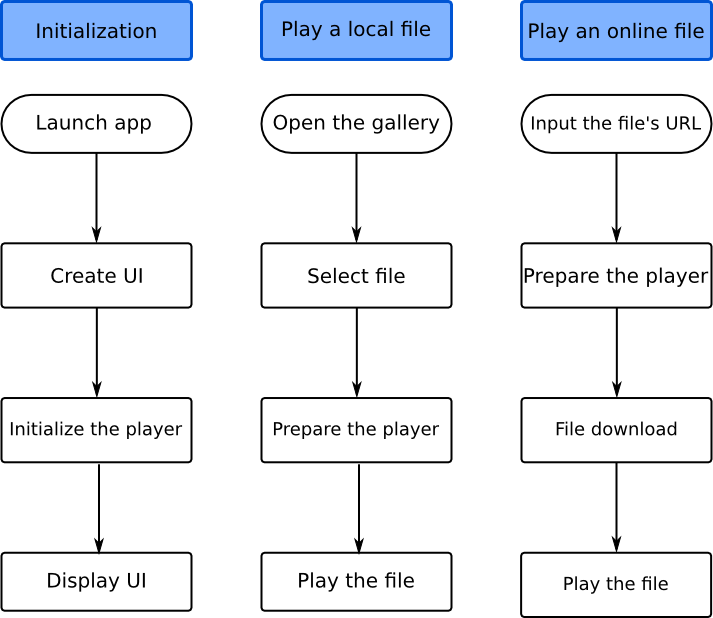 Initialization
Play a local file
Play an online file
Launch app
Open the gallery
Input the file's URL
Create UI
Select file
Prepare the player
Initialize the player
Prepare the player
File download
Display UI
Play the file
Play the file